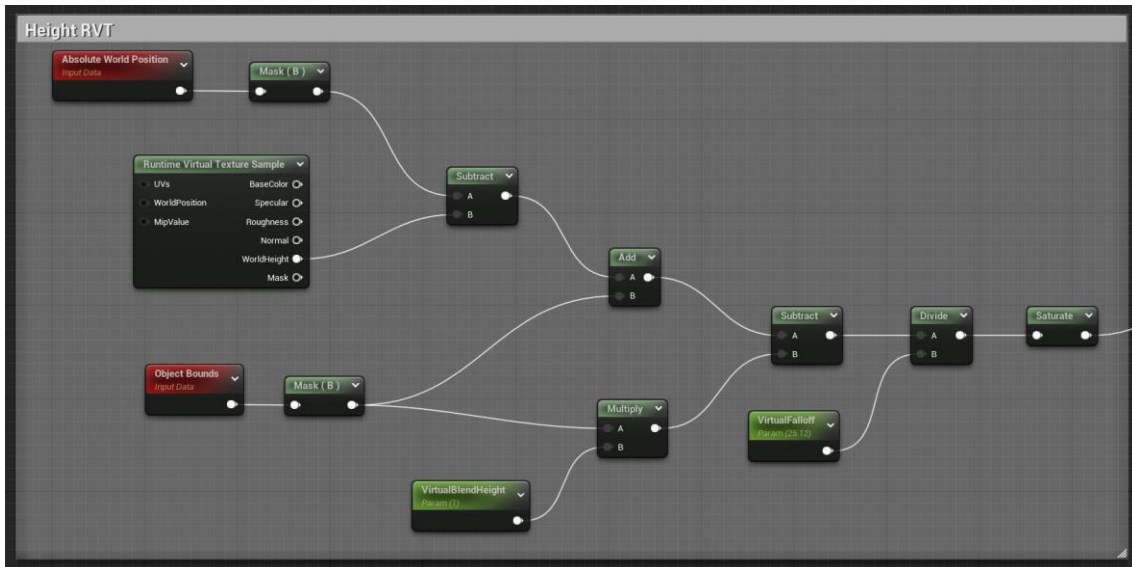 Height RVT
Absolute World Position
Input Data
Mask ( B )
Runtime Virtual Texture Sample
UVs
BaseColor
WorldPosition
Specular
MipValue
Roughness
Normal
WorldHeight
Mask
Subtract
A
B
Add
A
B
Object Bounds
Input Data
Mask ( B )
Multiply
A
B
VirtualBlendHeight
Param (1)
Subtract
A
B
VirtualFalloff
Param (25.12)
Divide
A
B
Saturate